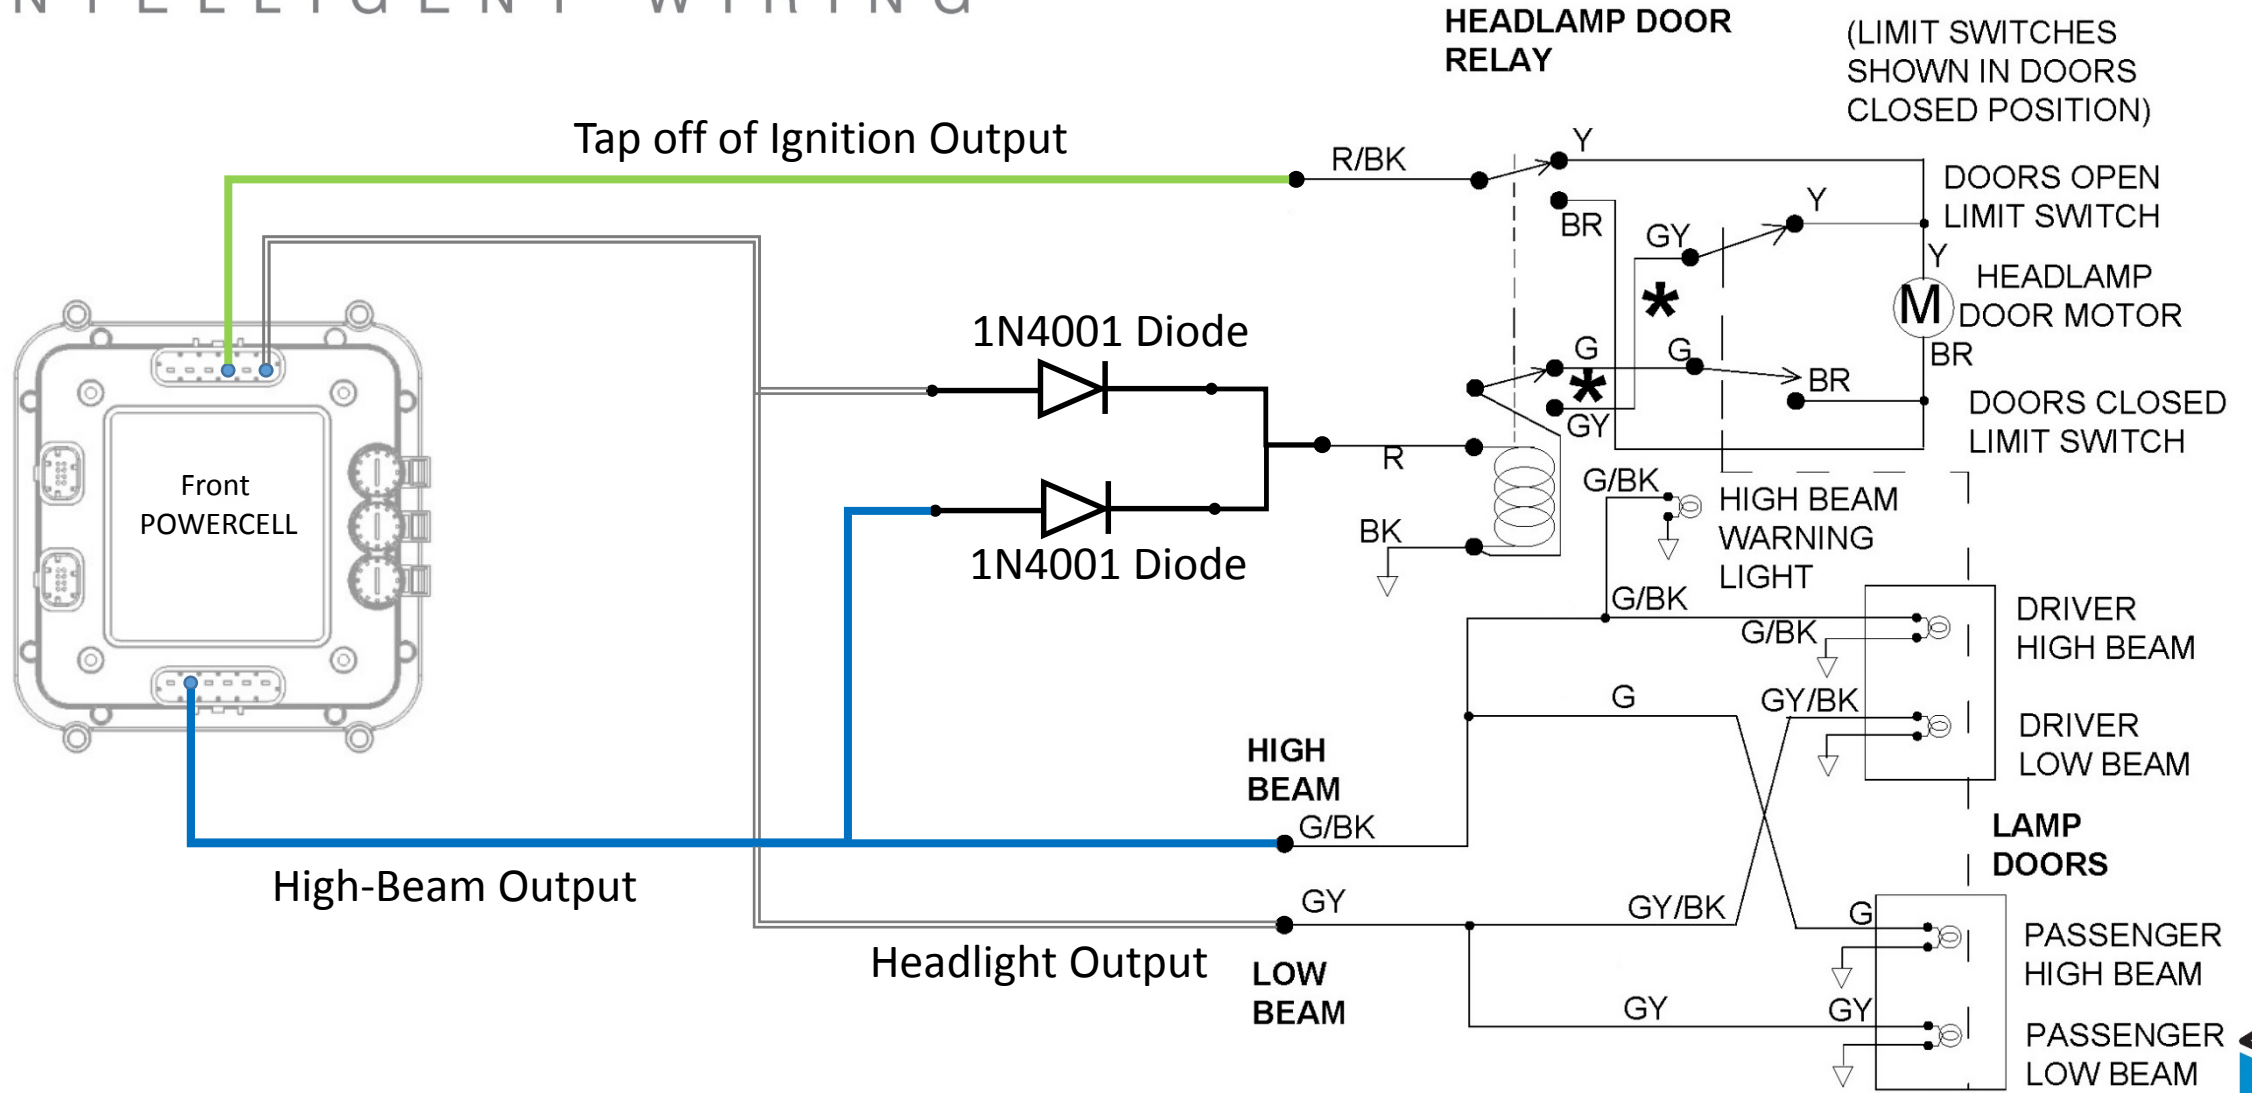 INTELLIGENT WIRING
HEADLAMP DOOR
RELAY
(LIMIT SWITCHES
SHOWN IN DOORS
CLOSED POSITION)
Tap off of Ignition Output
R/BK
Y
BR
DOORS OPEN
LIMIT SWITCH
Y
GY
Y
HEADLAMP
DOOR MOTOR
M
*
BR
1N4001 Diode
G
G
*
BR
GY
DOORS CLOSED
LIMIT SWITCH
R
Front
POWERCELL
G/BK
HIGH BEAM
WARNING
LIGHT
BK
1N4001 Diode
G/BK
G/BK
DRIVER
HIGH BEAM
G
GY/BK
DRIVER
LOW BEAM
HIGH
BEAM
G/BK
LAMP
DOORS
High-Beam Output
GY
GY/BK
G
PASSENGER
HIGH BEAM
Headlight Output
LOW
BEAM
GY
GY
PASSENGER
LOW BEAM